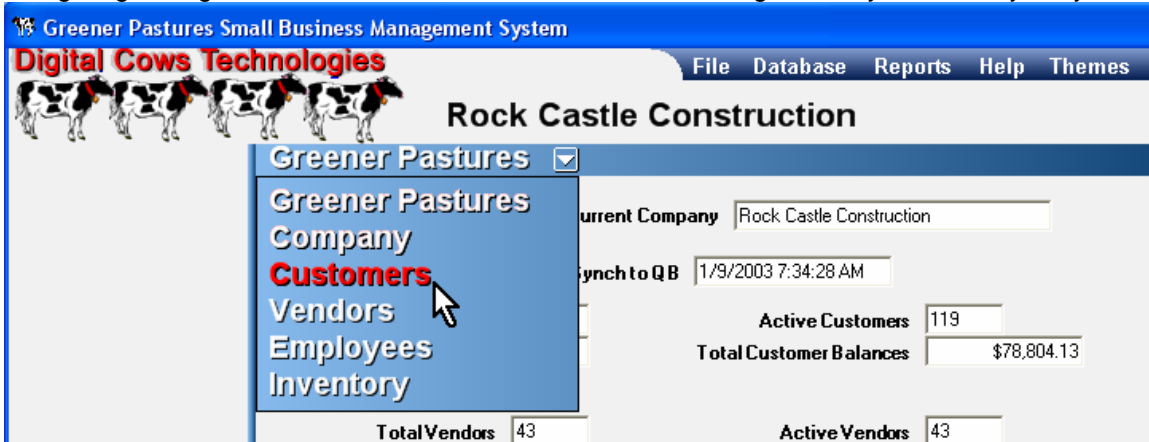 Greener Pastures Small Business Management System
Digital Cows Technologies
File Database Reports Help Themes
Rock Castle Construction
Greener Pastures
Greener Pastures
Company
Customers
Vendors
Employees
Inventory
urrent Company Rock Castle Construction
ynch to QB 1/9/2003 7:34:28 AM
Active Customers 119
Total Customer Balances $78,804.13
Total Vendors 43 Active Vendors 43